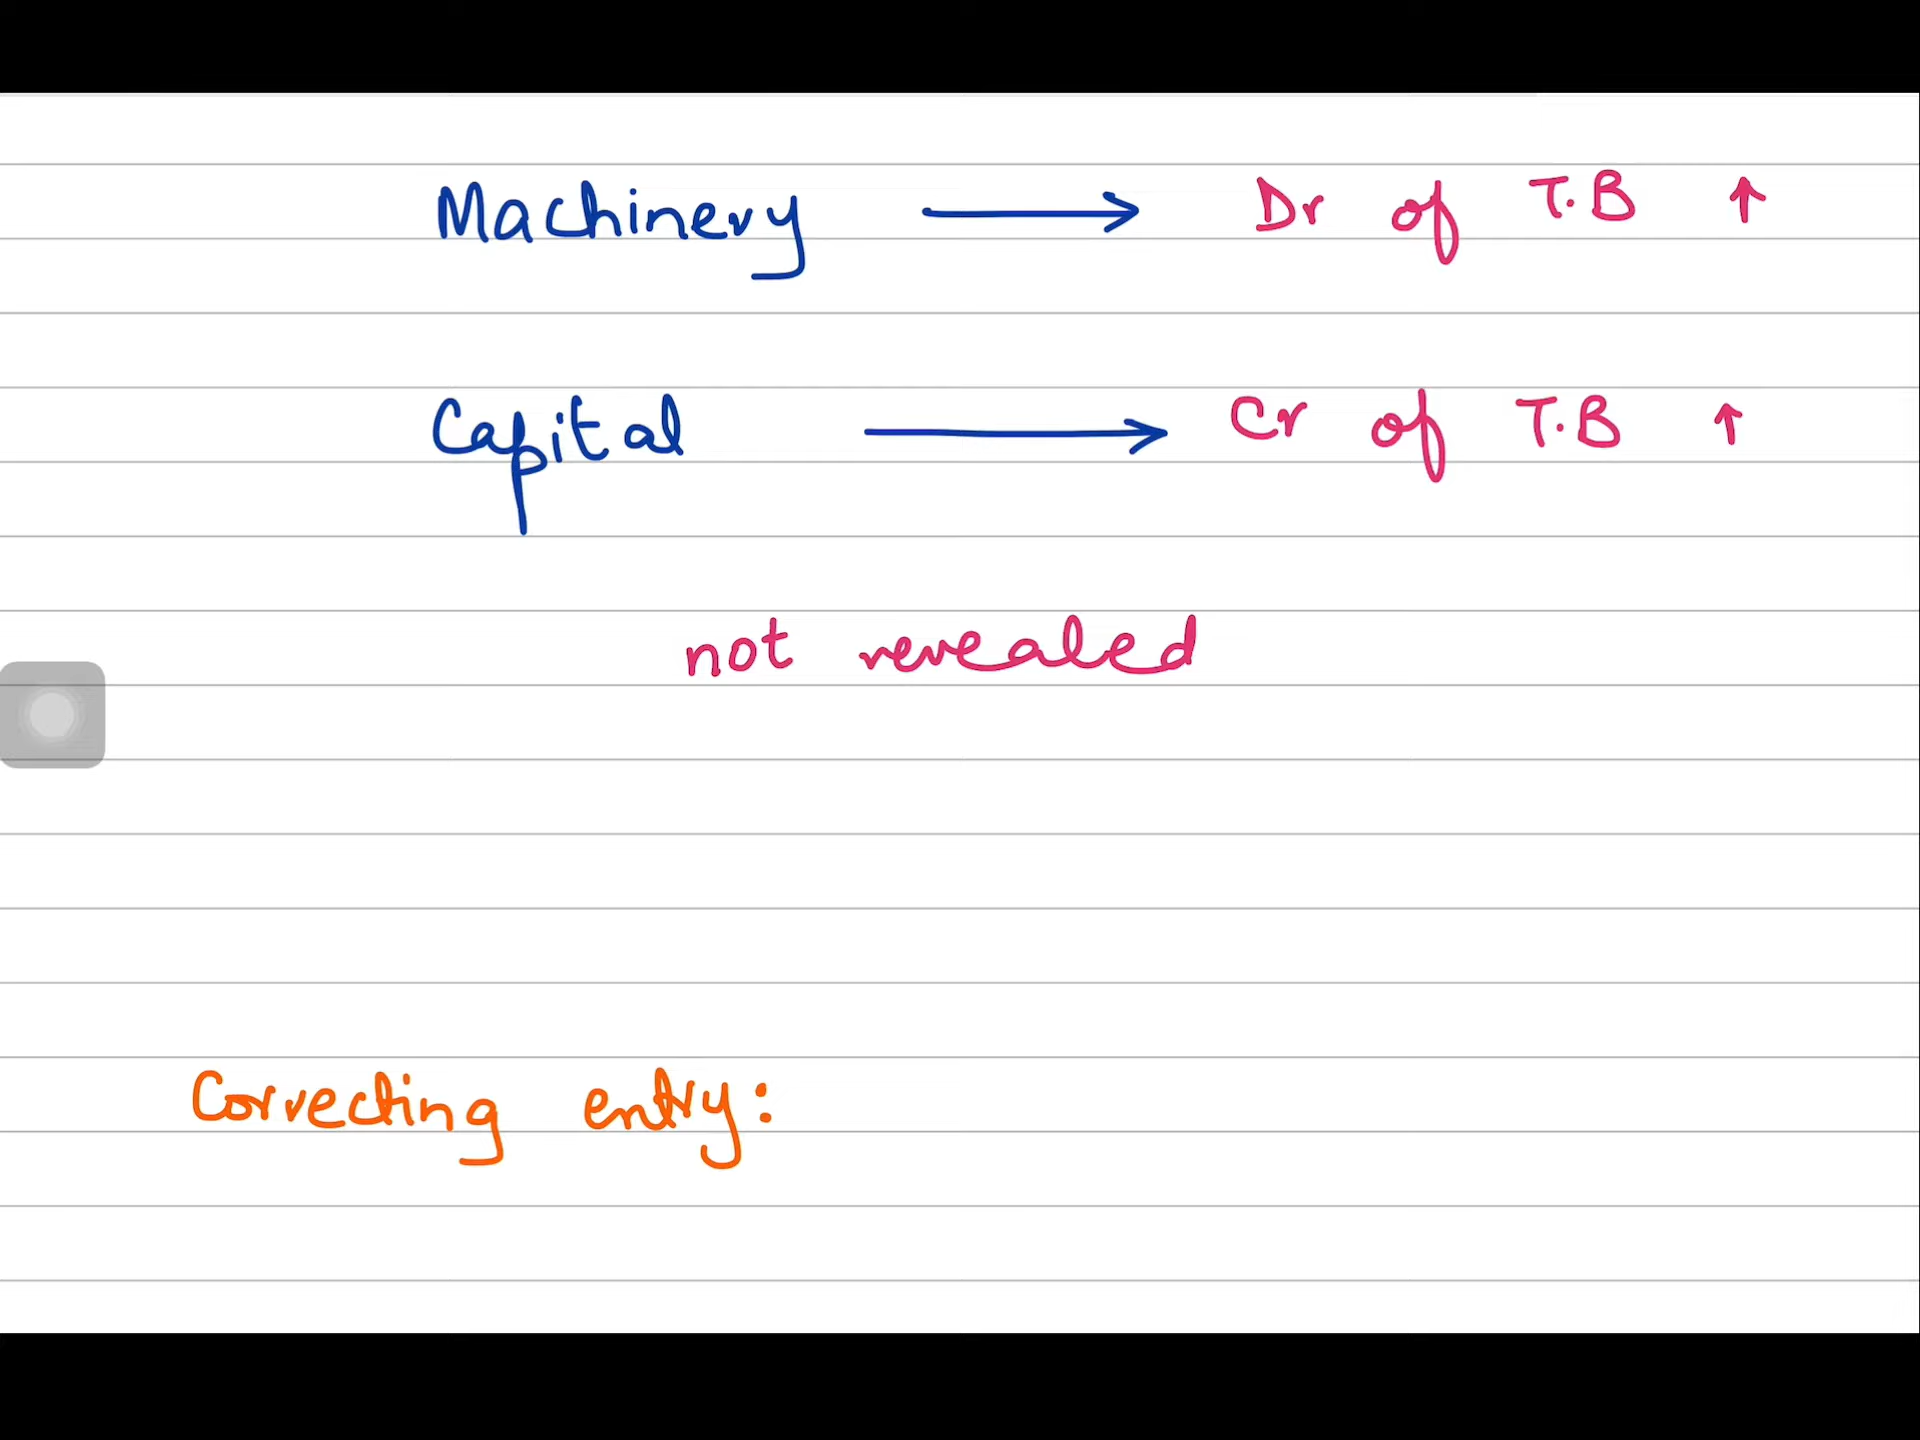 Machinery → Dr of T.B ↑
Capital → Cr of T.B ↑
not revealed
Correcting entry: